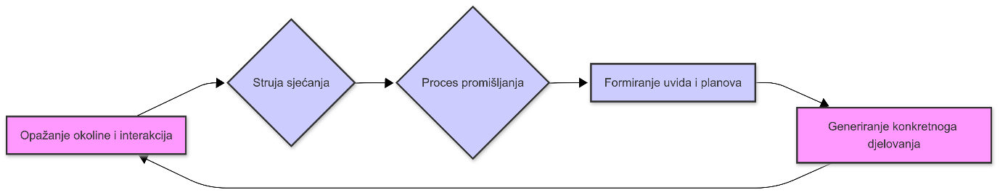 Opažanje okoline i interakcija
Struja sjećanja
Proces promišljanja
Formiranje uvida i planova
Generiranje konkretnoga
djelovanja